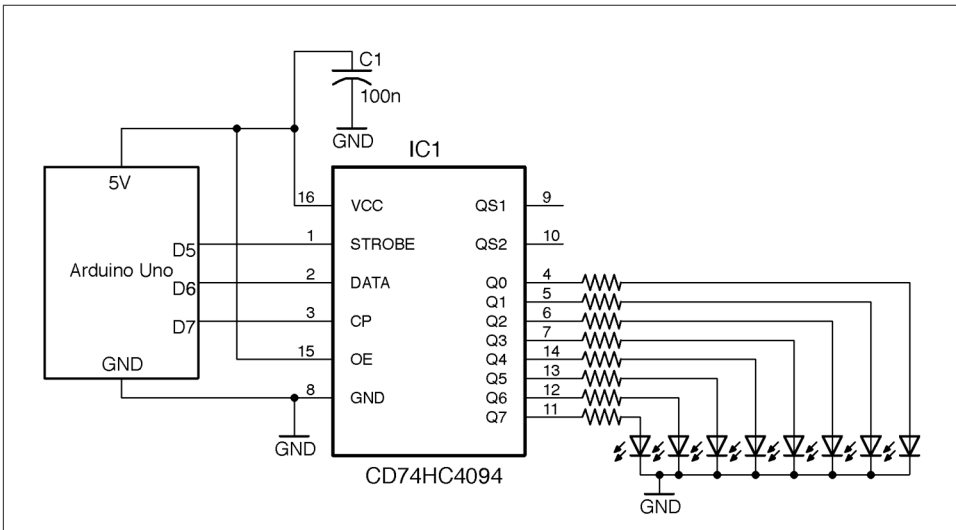 C1
100n
GND
IC1
5V
Arduino Uno
D5
D6
D7
GND
GND
16 VCC
1 STROBE
2 DATA
3 CP
15 OE
8 GND
QS1 9
QS2 10
Q0 4
Q1 5
Q2 6
Q3 7
Q4 14
Q5 13
Q6 12
Q7 11
CD74HC4094
GND